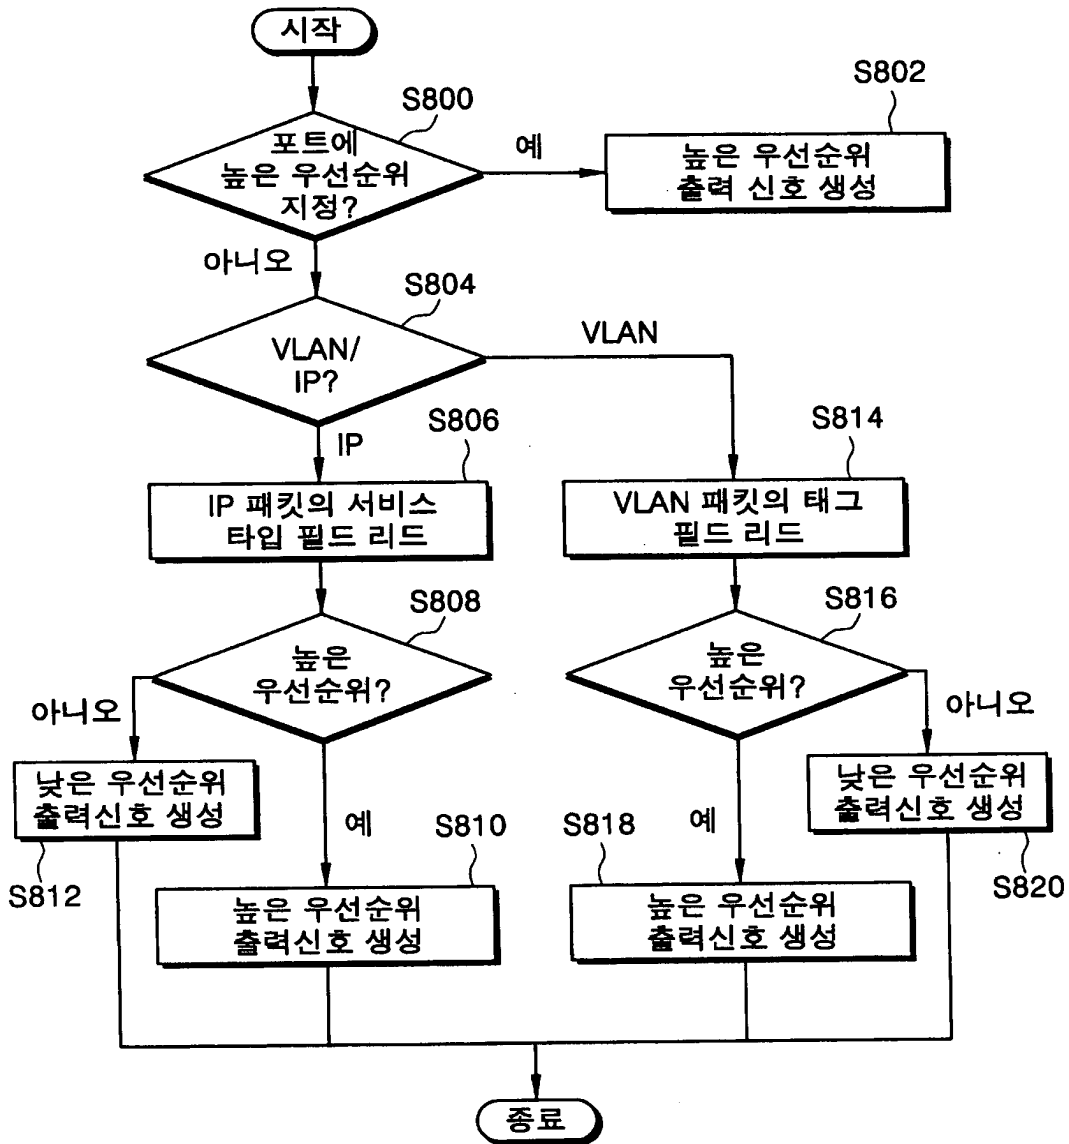 시작
S800
포트에
높은 우선순위
지정?
예
S802
높은 우선순위
출력 신호 생성
아니오
S804
VLAN/
IP?
VLAN
IP
S806
IP 패킷의 서비스
타입 필드 리드
S814
VLAN 패킷의 태그
필드 리드
S808
높은
우선순위?
S816
높은
우선순위?
아니오
아니오
낮은 우선순위
출력신호 생성
S812
예
S810
높은 우선순위
출력신호 생성
S818
예
높은 우선순위
출력신호 생성
낮은 우선순위
출력신호 생성
S820
종료